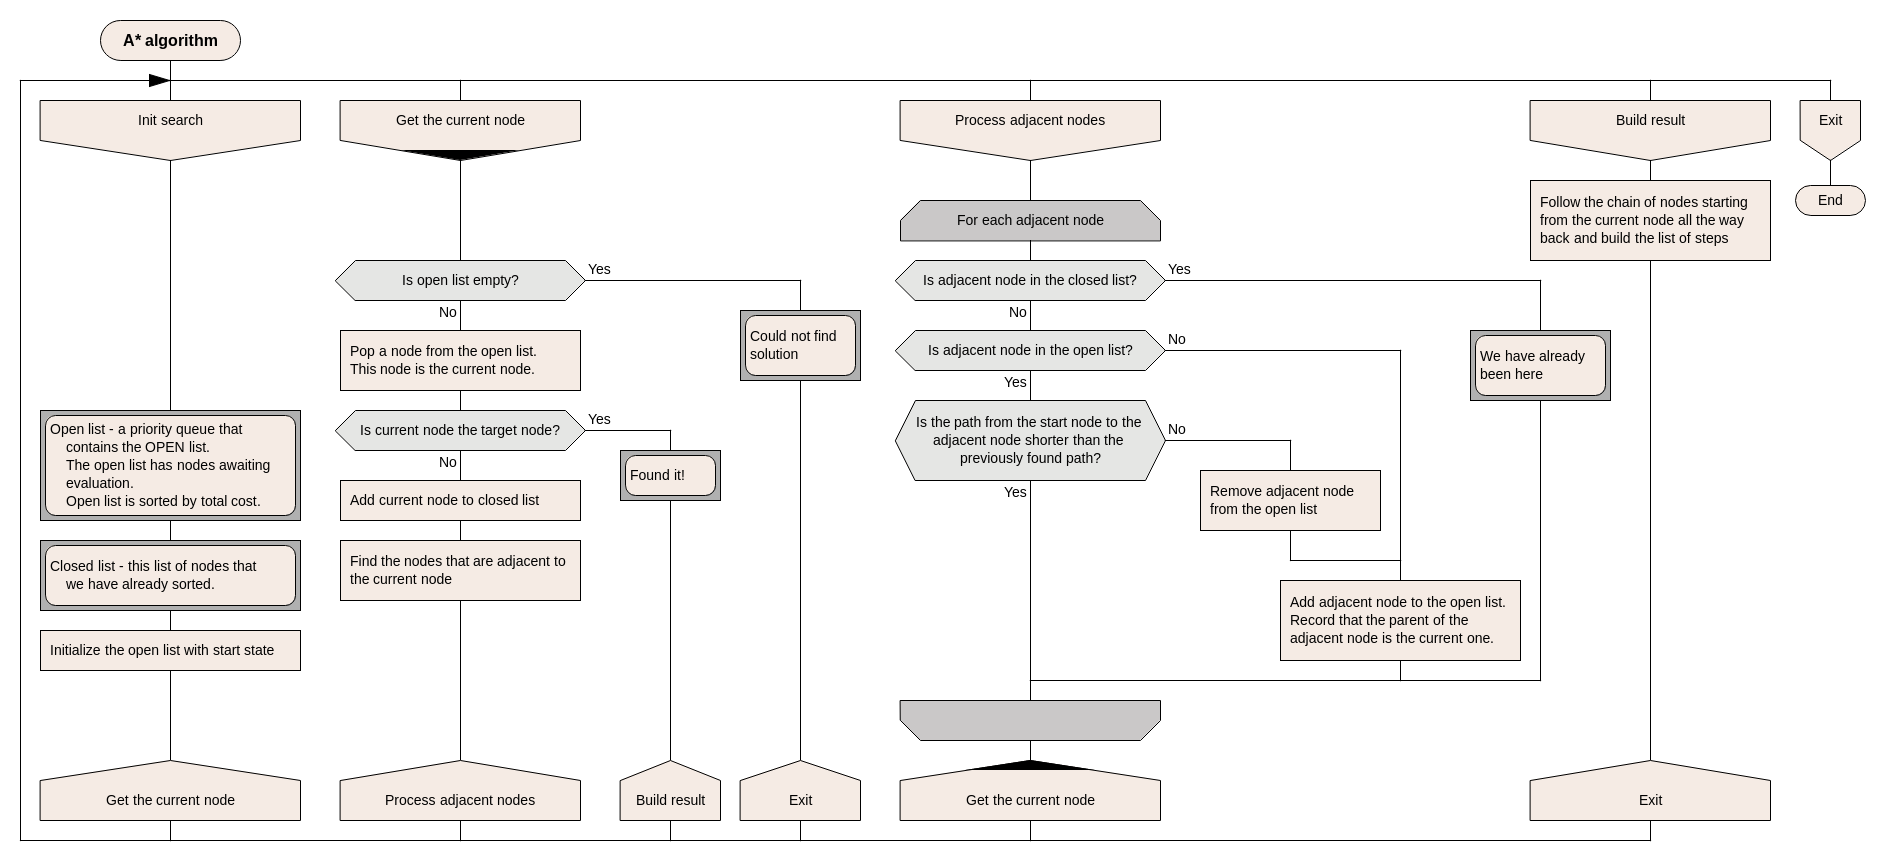 A* algorithm
Init search
Open list - a priority queue that
contains the OPEN list.
The open list has nodes awaiting
evaluation.
Open list is sorted by total cost.
Closed list - this list of nodes that
we have already sorted.
Initialize the open list with start state
Get the current node
Get the current node
Is open list empty?
Yes
No
Pop a node from the open list.
This node is the current node.
Is current node the target node?
Yes
No
Add current node to closed list
Find the nodes that are adjacent to
the current node
Process adjacent nodes
Found it!
Build result
Could not find
solution
Exit
Process adjacent nodes
For each adjacent node
Is adjacent node in the closed list?
Yes
No
Is adjacent node in the open list?
No
Yes
Is the path from the start node to the
adjacent node shorter than the
previously found path?
No
Yes
Remove adjacent node
from the open list
Add adjacent node to the open list.
Record that the parent of the
adjacent node is the current one.
We have already
been here
Get the current node
Build result
Follow the chain of nodes starting
from the current node all the way
back and build the list of steps
Exit
Exit
End